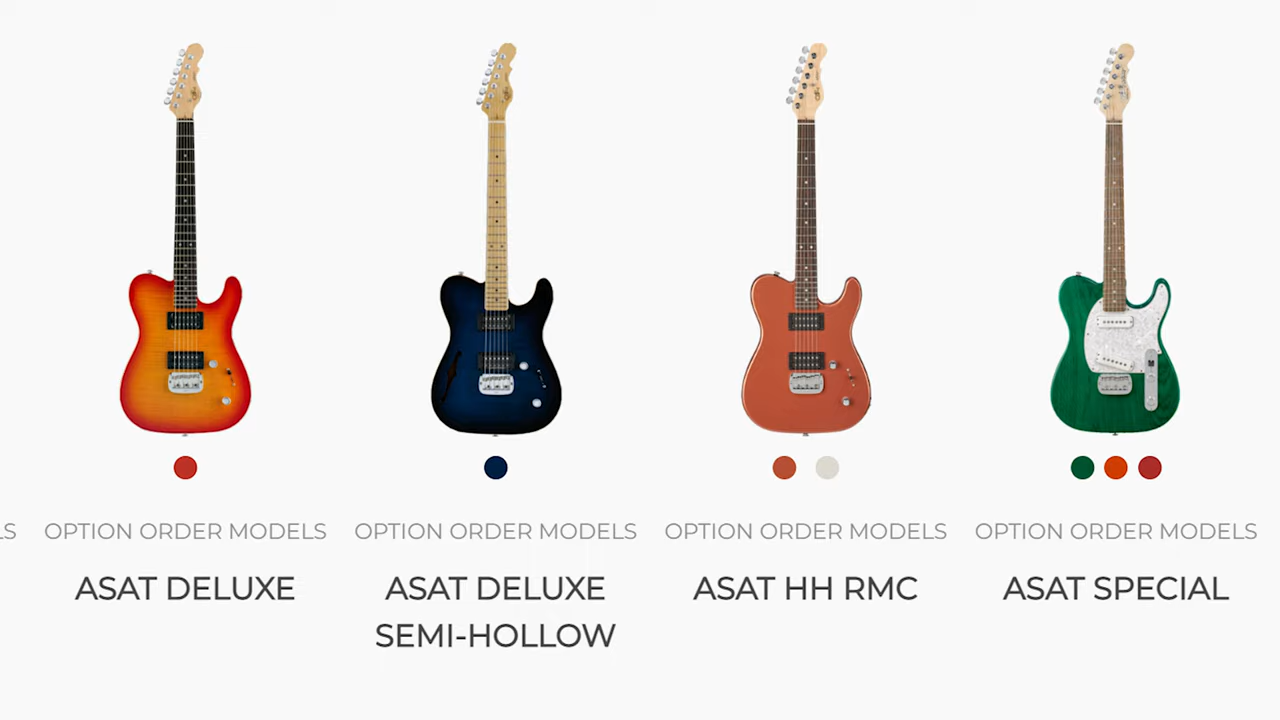 LS
OPTION ORDER MODELS
OPTION ORDER MODELS
OPTION ORDER MODELS
OPTION ORDER MODELS
ASAT DELUXE
ASAT DELUXE
SEMI-HOLLOW
ASAT HH RMC
ASAT SPECIAL